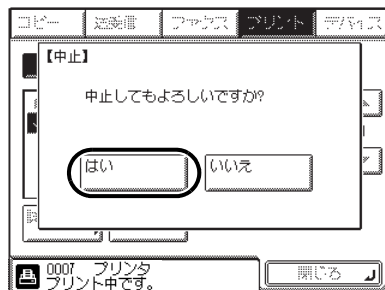 コピー 送受信 ファクス プリント デバイス
【中止】
中止してもよろしいですか?
はい いいえ
0007 プリンタ
プリント中です。
閉じる